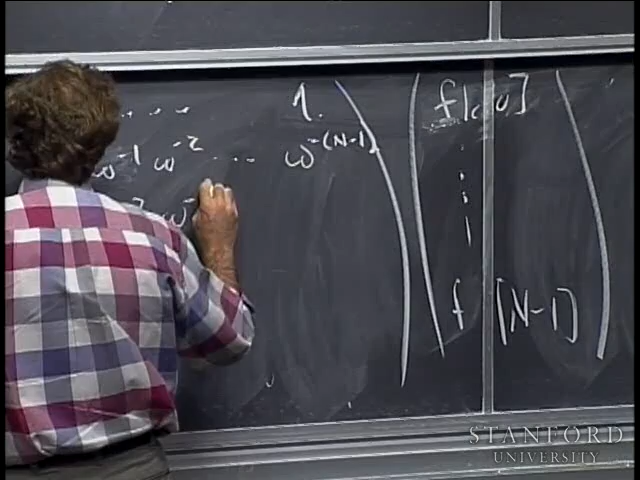 ... 1.
ω^-1 ω^-2 ... ω^-(N-1)
ω^-
f[0]
f [N-1]
STANFORD
UNIVERSITY